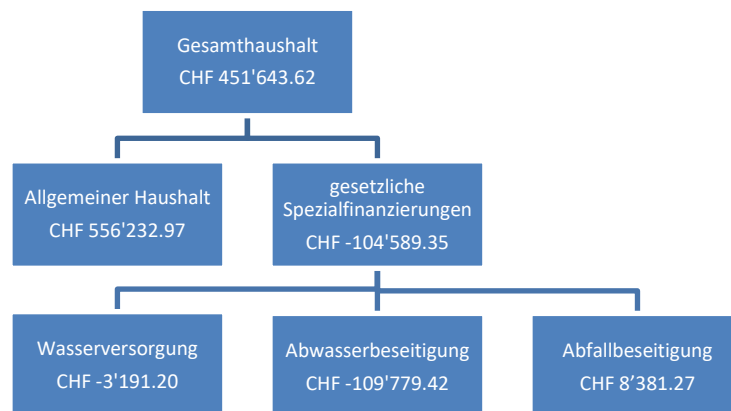 Gesamthaushalt
CHF 451'643.62
Allgemeiner Haushalt
CHF 556'232.97
gesetzliche
Spezialfinanzierungen
CHF -104'589.35
Wasserversorgung
CHF -3'191.20
Abwasserbeseitigung
CHF -109'779.42
Abfallbeseitigung
CHF 8’381.27